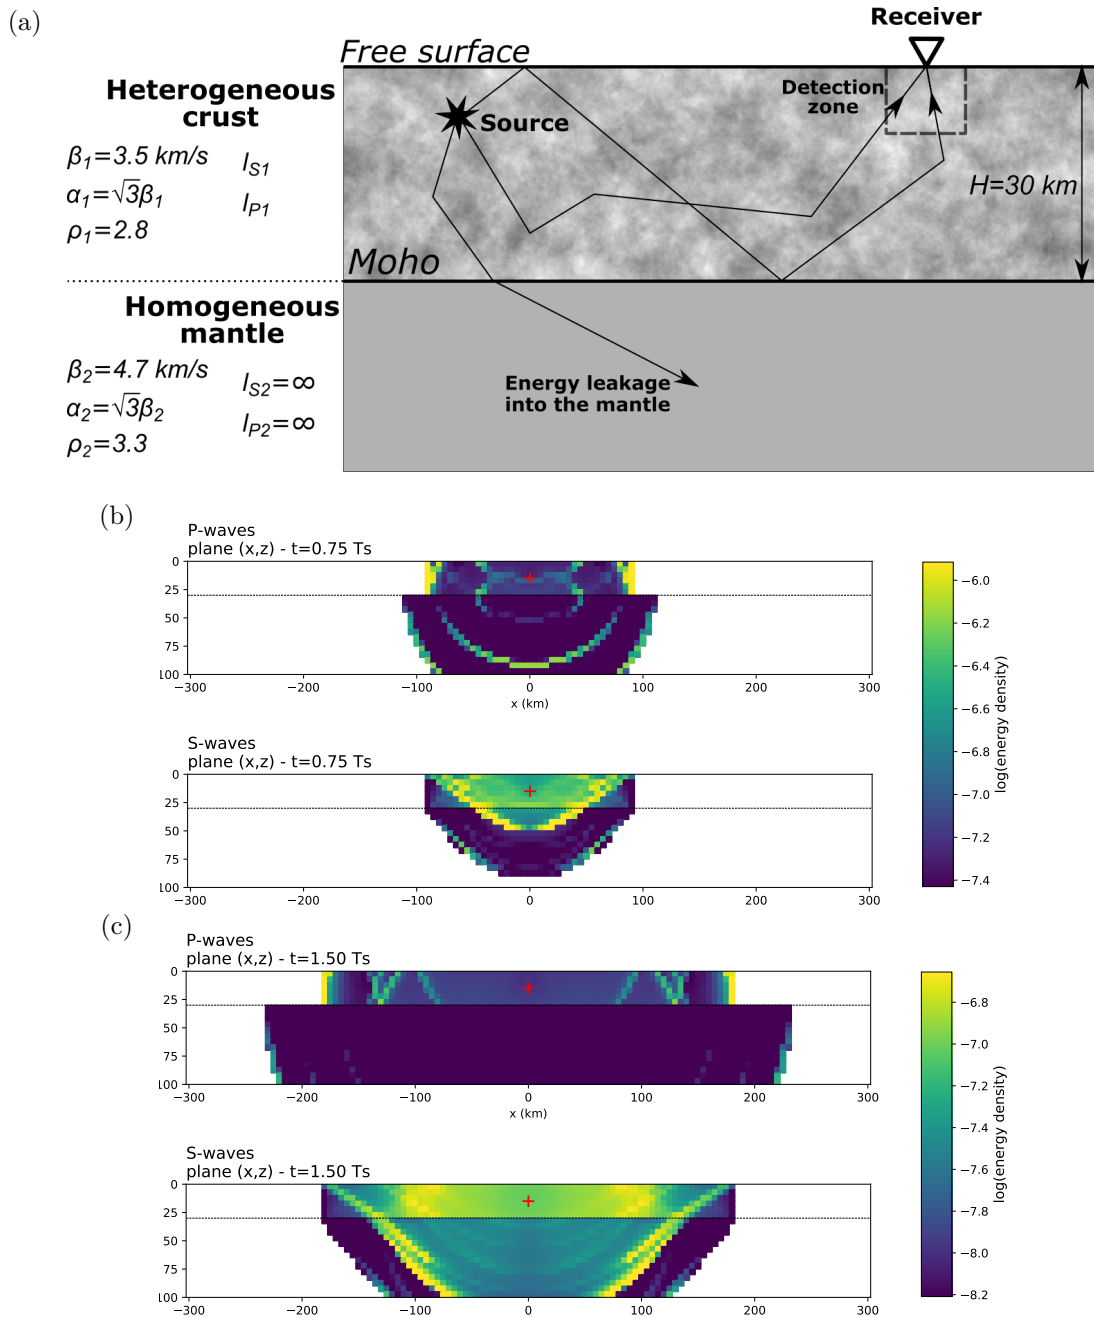 (a)
Receiver
Free surface
Heterogeneous
crust
Detection
zone
Source
β1=3.5 km/s
lS1
α1=√3β1
lP1
ρ1=2.8
H=30 km
Moho
Homogeneous
mantle
β2=4.7 km/s
lS2=∞
α2=√3β2
lP2=∞
ρ2=3.3
Energy leakage
into the mantle
(b)
P-waves
plane (x,z) - t=0.75 Ts
0
25
50
75
100
−300
−200
−100
0
100
200
300
x (km)
S-waves
plane (x,z) - t=0.75 Ts
0
25
50
75
100
−300
−200
−100
0
100
200
300
−6.0
−6.2
−6.4
−6.6
−6.8
−7.0
−7.2
−7.4
log(energy density)
(c)
P-waves
plane (x,z) - t=1.50 Ts
0
25
50
75
100
−300
−200
−100
0
100
200
300
x (km)
S-waves
plane (x,z) - t=1.50 Ts
0
25
50
75
100
−300
−200
−100
0
100
200
300
−6.8
−7.0
−7.2
−7.4
−7.6
−7.8
−8.0
−8.2
log(energy density)